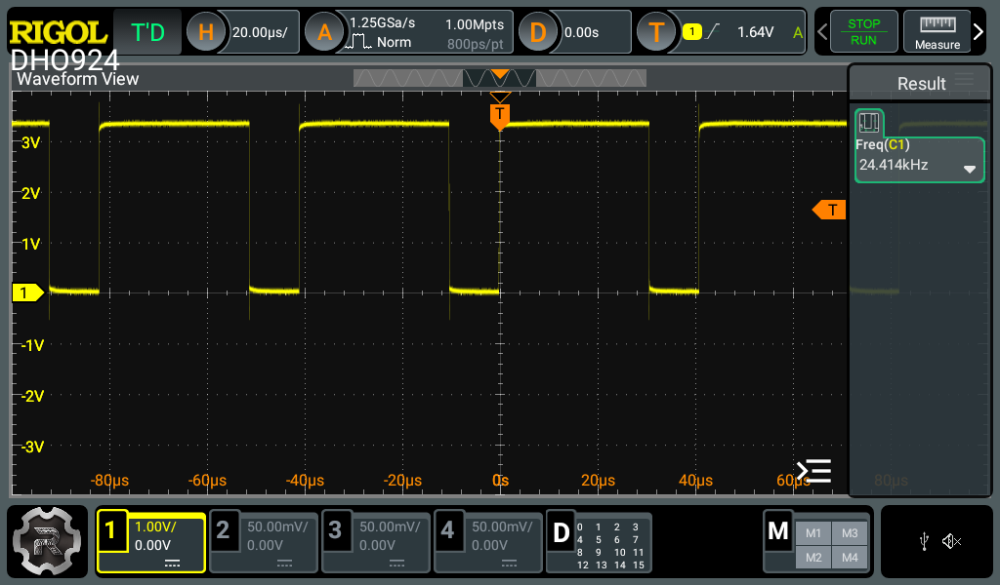 RIGOL
DHO924
T'D
H
20.00µs/
A
1.25GSa/s
Norm
1.00Mpts
800ps/pt
D
0.00s
T
1
1.64V
A
STOP
RUN
Measure
Waveform View
T
Result
Freq(C1)
24.414kHz
3V
2V
1V
T
1
-1V
-2V
-3V
-80µs
-60µs
-40µs
-20µs
0s
20µs
40µs
60µs
80µs
R
1
1.00V/
0.00V
2
50.00mV/
0.00V
3
50.00mV/
0.00V
4
50.00mV/
0.00V
D
0 1 2 3
4 5 6 7
8 9 10 11
12 13 14 15
M
M1 M3
M2 M4